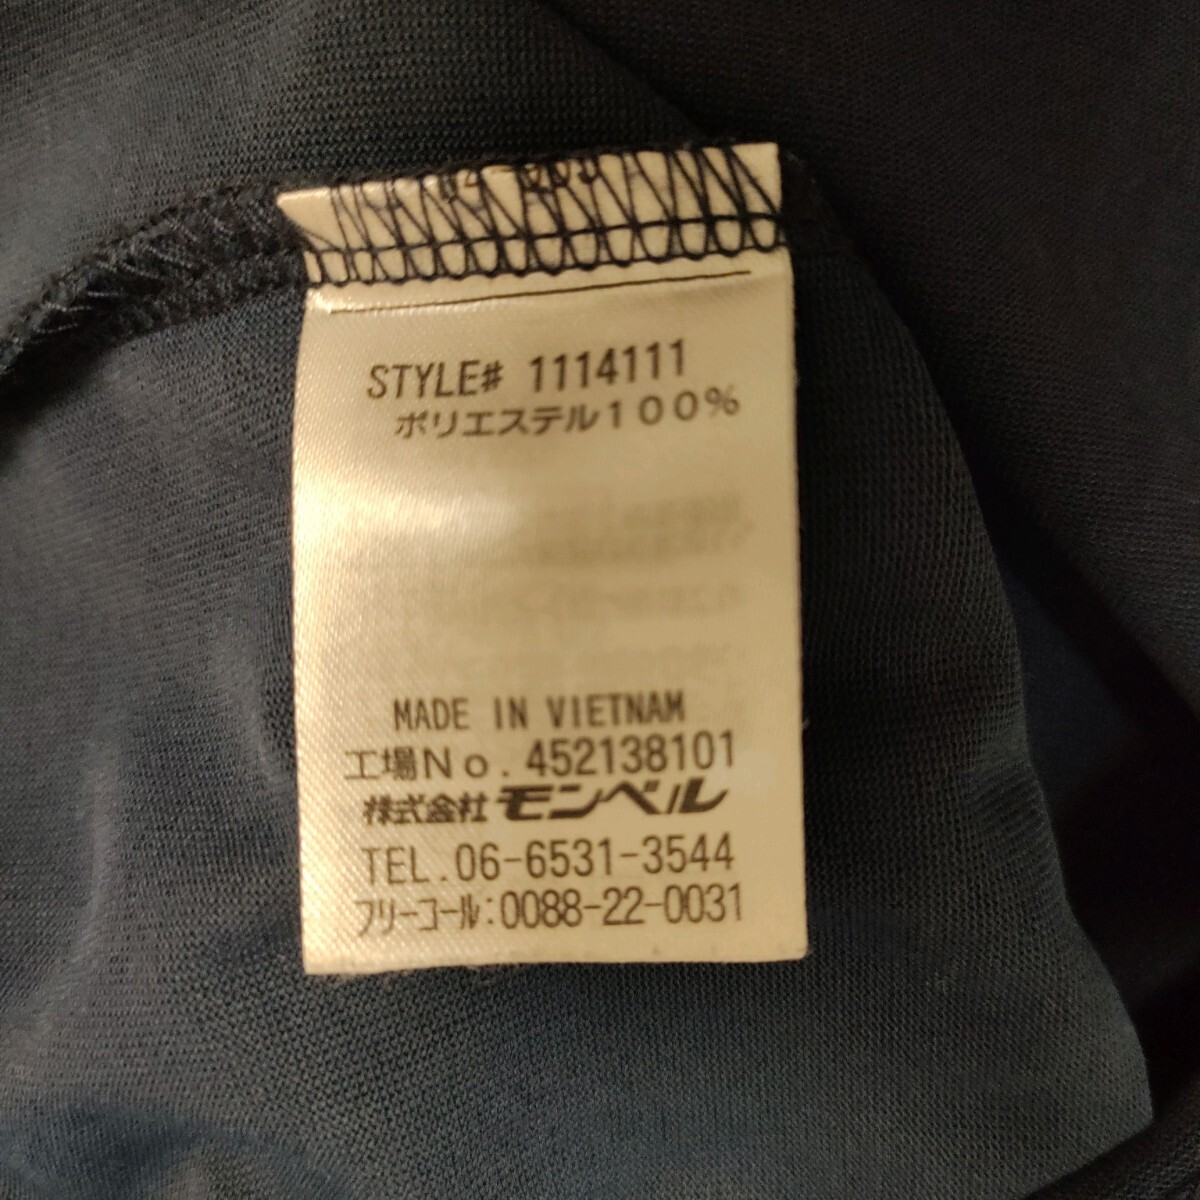 STYLE# 1114111
ポリエステル100%
MADE IN VIETNAM
工場No.452138101
株式会社 モンベル
TEL.06-6531-3544
フリーコール:0088-22-0031